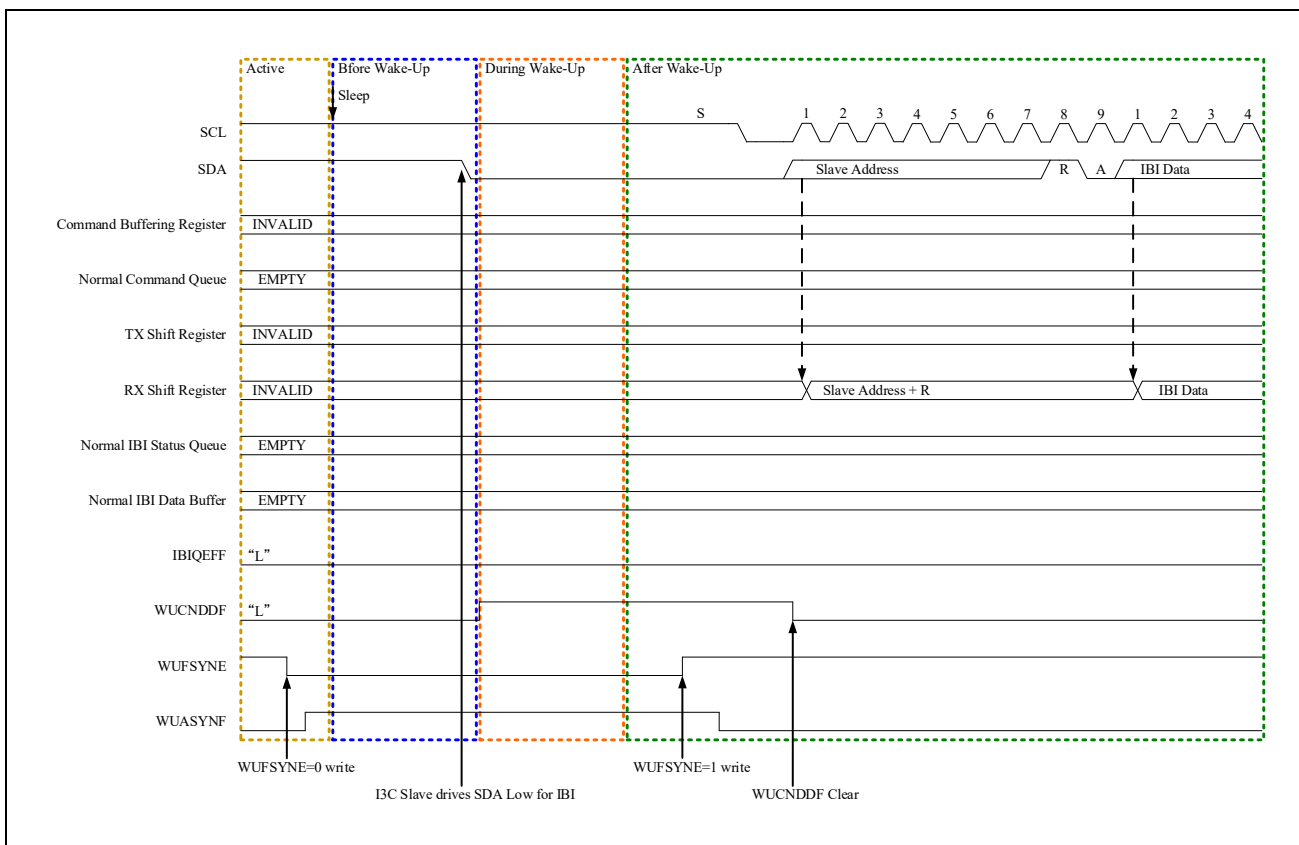 Active Bfore Wake-Up During Wake-Up After Wake-Up
Sleep
S 1 2 3 4 5 6 7 8 9 1 2 3 4
SCL
SDA Slave Address R A IBI Data
Command Buffering Register INVALID
Normal Command Queue EMPTY
TX Shift Register INVALID
RX Shift Register INVALID Slave Address + R IBI Data
Normal IBI Status Queue EMPTY
Normal IBI Data Buffer EMPTY
IBIQEFF “L”
WUCNDDF “L”
WUFSYNE
WUASYNF
WUFSYNE=0 write WUFSYNE=1 write
I3C Slave drives SDA Low for IBI WUCNDDF Clear